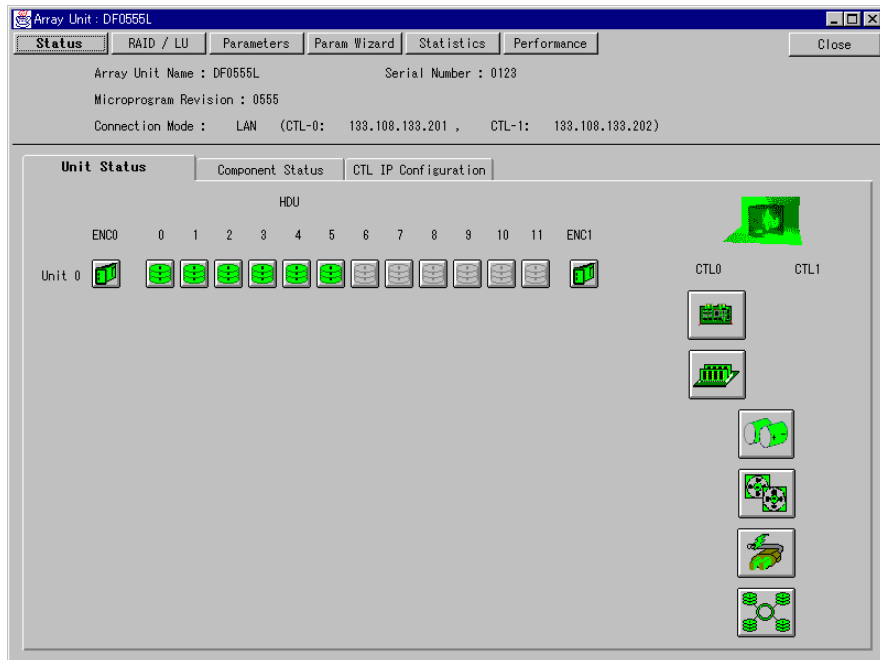 Array Unit : DF0555L
Status RAID / LU Parameters Param Wizard Statistics Performance Close
Array Unit Name : DF0555L Serial Number : 0123
Microprogram Revision : 0555
Connection Mode : LAN (CTL-0: 133.108.133.201 , CTL-1: 133.108.133.202)
Unit Status Component Status CTL IP Configuration
HDU
ENC0 0 1 2 3 4 5 6 7 8 9 10 11 ENC1
Unit 0
CTL0 CTL1